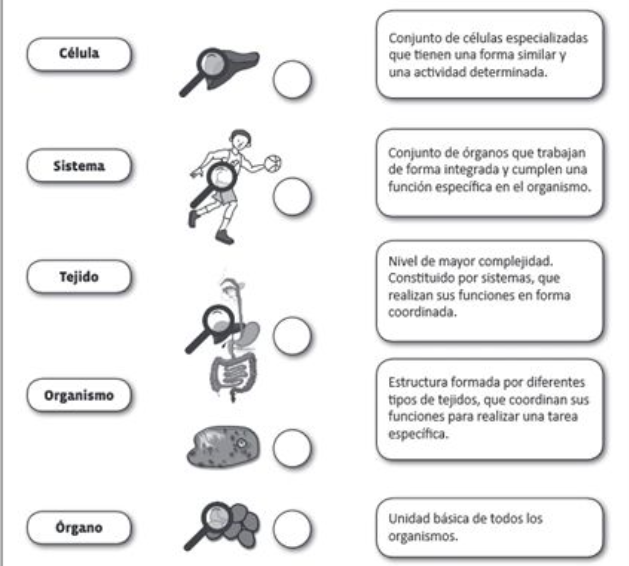 Célula
Conjunto de células especializadas
que tienen una forma similar y
una actividad determinada.
Sistema
Conjunto de órganos que trabajan
de forma integrada y cumplen una
función específica en el organismo.
Tejido
Nivel de mayor complejidad.
Constituido por sistemas, que
realizan sus funciones en forma
coordinada.
Organismo
Estructura formada por diferentes
tipos de tejidos, que coordinan sus
funciones para realizar una tarea
específica.
Órgano
Unidad básica de todos los
organismos.